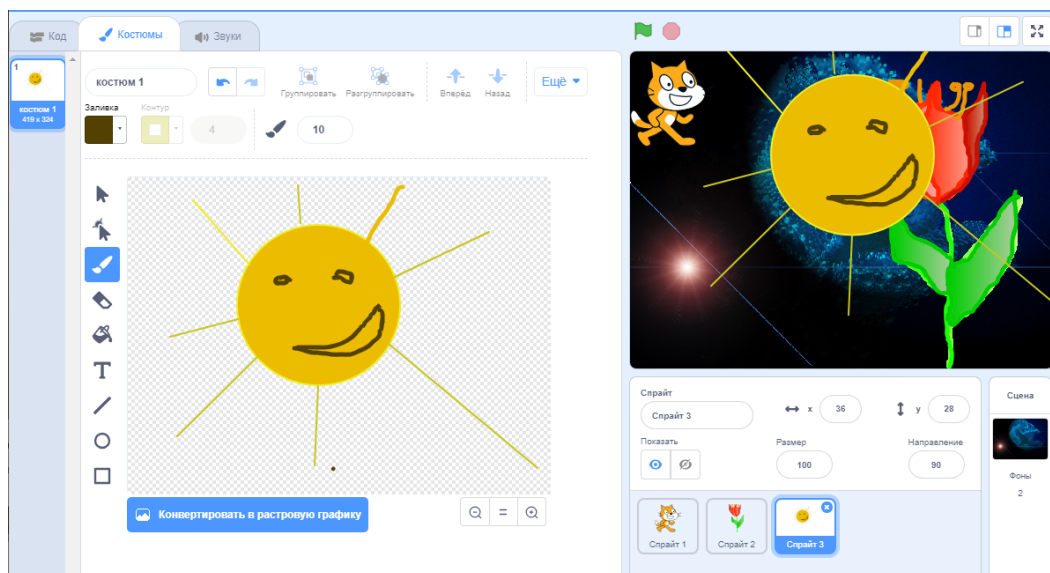 Код
Костюмы
Звуки
1
костюм 1
419 x 324
костюм 1
Группировать
Разгруппировать
Вперёд
Назад
Ещё
Заливка
Контур
4
10
T
Конвертировать в растровую графику
Спрайт
Спрайт 3
x
36
y
28
Показать
Размер
100
Направление
90
Спрайт 1
Спрайт 2
Спрайт 3
Сцена
Фоны
2